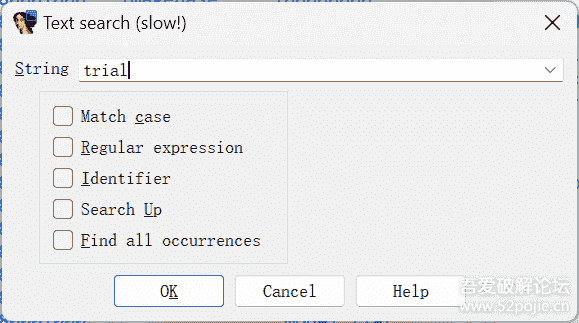 Text search (slow!)
String trial
Match case
Regular expression
Identifier
Search Up
Find all occurrences
OK Cancel Help
吾爱破解论坛
www.52pojie.cn